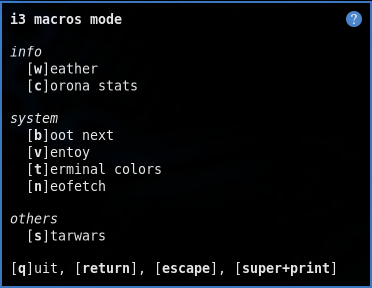 i3 macros mode
?
info
[w]eather
[c]orona stats
system
[b]oot next
[v]entoy
[t]erminal colors
[n]eofetch
others
[s]tarwars
[q]uit, [return], [escape], [super+print]